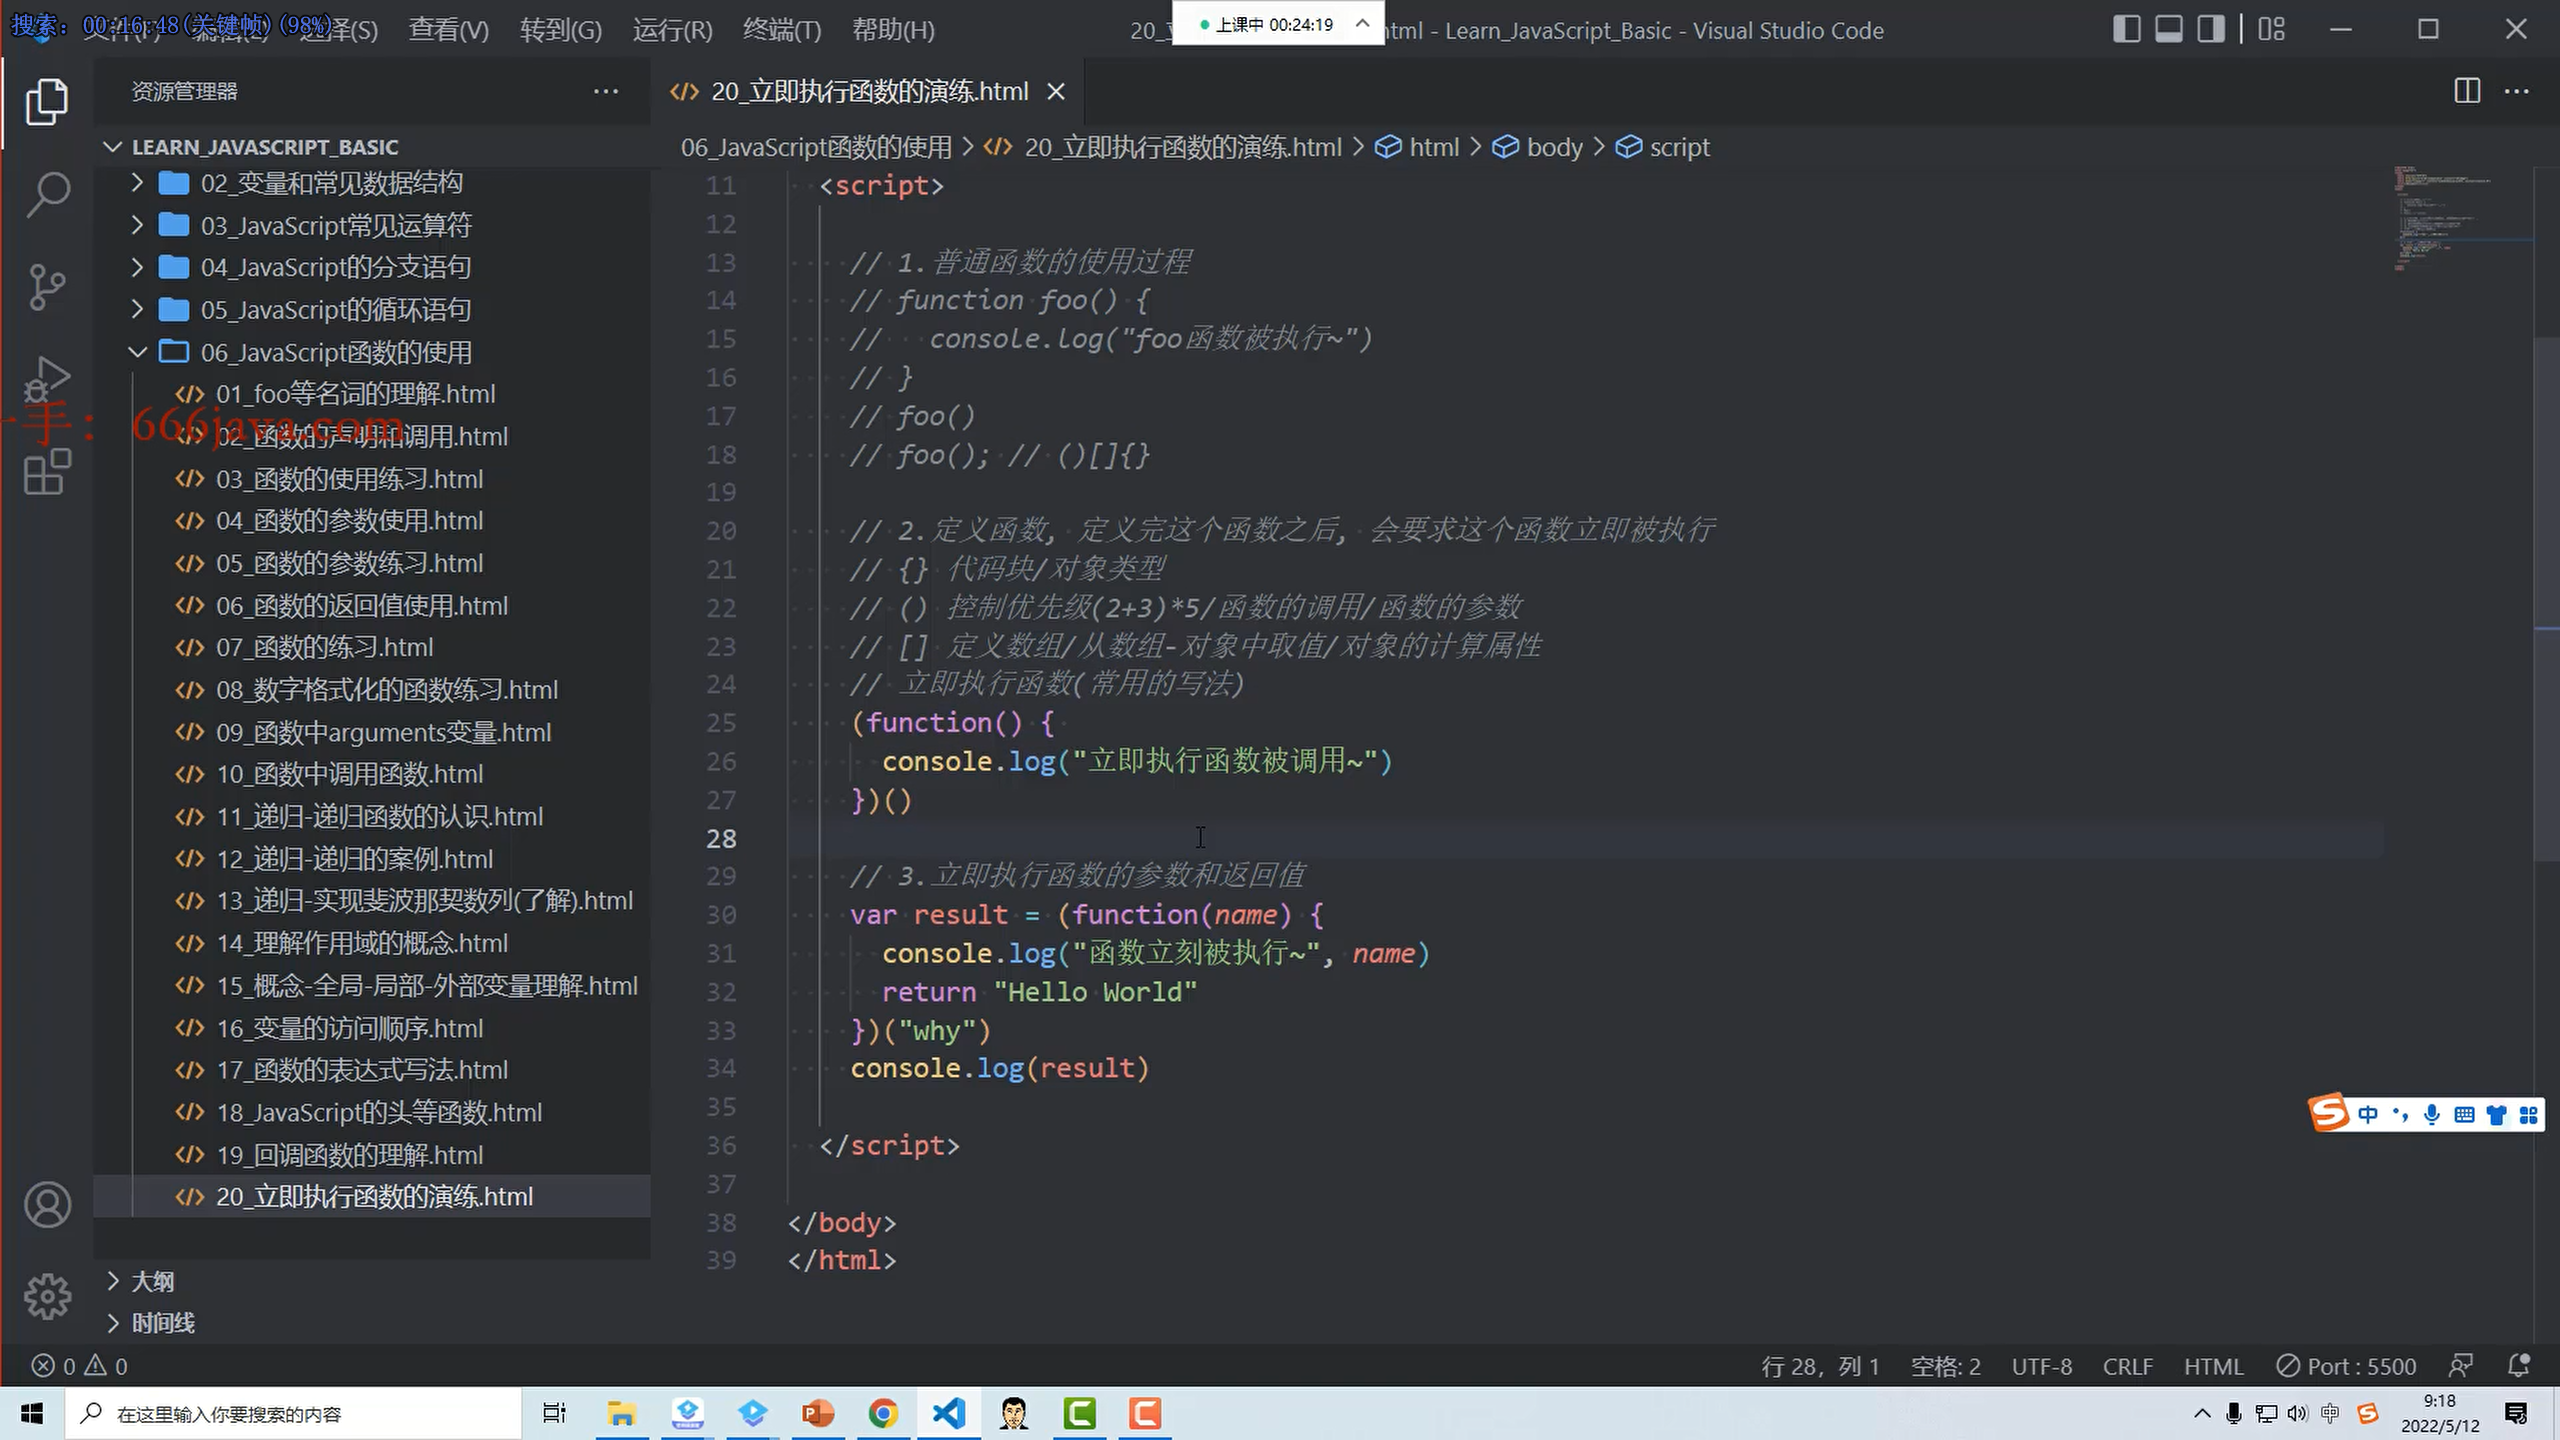 搜索: 00:16:48(关键帧)(98%)
选择(S) 查看(V) 转到(G) 运行(R) 终端(T) 帮助(H)
上课中 00:24:19
html - Learn_JavaScript_Basic - Visual Studio Code
资源管理器
20_立即执行函数的演练.html
LEARN_JAVASCRIPT_BASIC
06_JavaScript函数的使用 > 20_立即执行函数的演练.html > html > body > script
02_变量和常见数据结构
03_JavaScript常见运算符
04_JavaScript的分支语句
05_JavaScript的循环语句
06_JavaScript函数的使用
01_foo等名词的理解.html
一手: 666java.com
02_函数的声明和调用.html
03_函数的使用练习.html
04_函数的参数使用.html
05_函数的参数练习.html
06_函数的返回值使用.html
07_函数的练习.html
08_数字格式化的函数练习.html
09_函数中arguments变量.html
10_函数中调用函数.html
11_递归-递归函数的认识.html
12_递归-递归的案例.html
13_递归-实现斐波那契数列(了解).html
14_理解作用域的概念.html
15_概念-全局-局部-外部变量理解.html
16_变量的访问顺序.html
17_函数的表达式写法.html
18_JavaScript的头等函数.html
19_回调函数的理解.html
20_立即执行函数的演练.html
大纲
时间线
11 <script>
12
13 // 1.普通函数的使用过程
14 // function foo() {
15 //   console.log("foo函数被执行~")
16 // }
17 // foo()
18 // foo(); // ()[]{}
19
20 // 2.定义函数, 定义完这个函数之后, 会要求这个函数立即被执行
21 // {} 代码块/对象类型
22 // () 控制优先级(2+3)*5/函数的调用/函数的参数
23 // [] 定义数组/从数组-对象中取值/对象的计算属性
24 // 立即执行函数(常用的写法)
25 (function() {
26   console.log("立即执行函数被调用~")
27 })()
28
29 // 3.立即执行函数的参数和返回值
30 var result = (function(name) {
31   console.log("函数立刻被执行~", name)
32   return "Hello World"
33 })("why")
34 console.log(result)
35
36 </script>
37
38 </body>
39 </html>
中
0 0
行 28, 列 1 空格: 2 UTF-8 CRLF HTML Port : 5500
在这里输入你要搜索的内容
中
9:18
2022/5/12